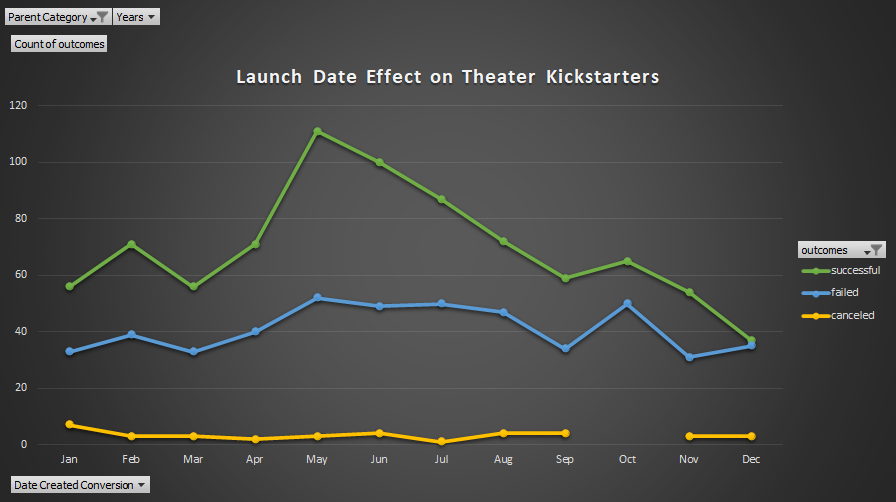 Parent Category Years
Count of outcomes
Launch Date Effect on Theater Kickstarters
120
100
80
60
40
20
0
Jan Feb Mar Apr May Jun Jul Aug Sep Oct Nov Dec
outcomes
successful
failed
canceled
Date Created Conversion